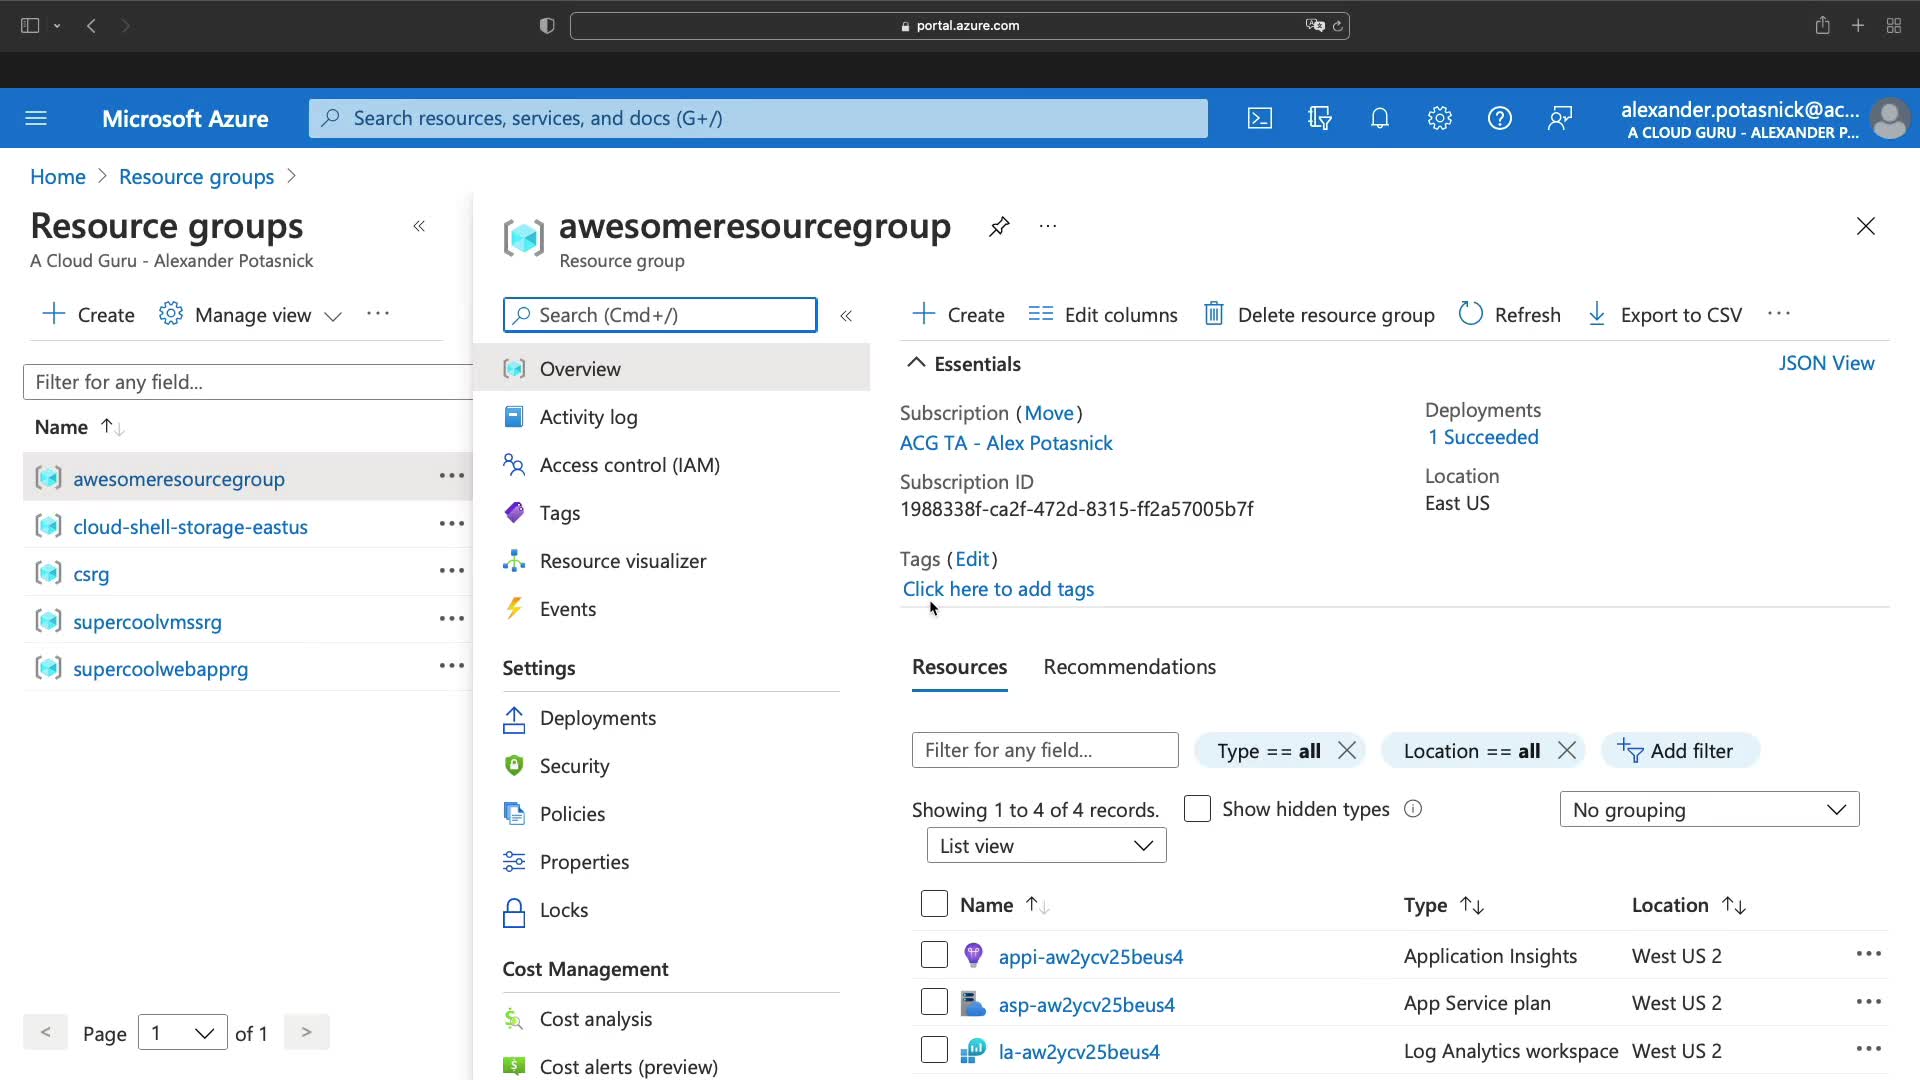 portal.azure.com
Microsoft Azure
Search resources, services, and docs (G+/)
alexander.potasnick@ac...
A CLOUD GURU - ALEXANDER P...
Home > Resource groups >
Resource groups
A Cloud Guru - Alexander Potasnick
Create
Manage view
Filter for any field...
Name
awesomeresourcegroup
cloud-shell-storage-eastus
csrg
supercoolvmssrg
supercoolwebapprg
< Page 1 of 1 >
awesomeresourcegroup
Resource group
Search (Cmd+/)
Overview
Activity log
Access control (IAM)
Tags
Resource visualizer
Events
Settings
Deployments
Security
Policies
Properties
Locks
Cost Management
Cost analysis
Cost alerts (preview)
Create
Edit columns
Delete resource group
Refresh
Export to CSV
Essentials
JSON View
Subscription (Move)
ACG TA - Alex Potasnick
Subscription ID
1988338f-ca2f-472d-8315-ff2a57005b7f
Deployments
1 Succeeded
Location
East US
Tags (Edit)
Click here to add tags
Resources
Recommendations
Filter for any field...
Type == all
Location == all
Add filter
Showing 1 to 4 of 4 records.
Show hidden types
No grouping
List view
Name Type Location
appi-aw2ycv25beus4 Application Insights West US 2
asp-aw2ycv25beus4 App Service plan West US 2
la-aw2ycv25beus4 Log Analytics workspace West US 2